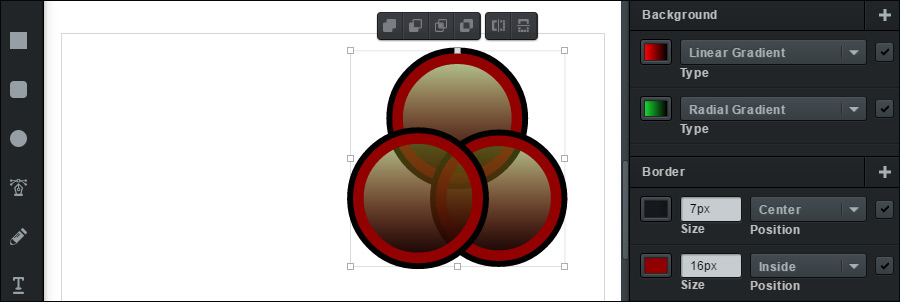 Background
Linear Gradient
Type
Radial Gradient
Type
Border
7px Center
Size Position
16px Inside
Size Position
T